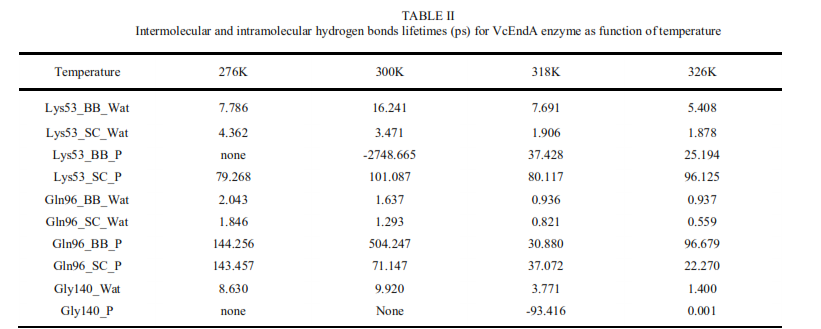 TABLE II
Intermolecular and intramolecular hydrogen bonds lifetimes (ps) for VcEndA enzyme as function of temperature
Temperature 276K 300K 318K 326K
Lys53_BB_Wat 7.786 16.241 7.691 5.408
Lys53_SC_Wat 4.362 3.471 1.906 1.878
Lys53_BB_P none -2748.665 37.428 25.194
Lys53_SC_P 79.268 101.087 80.117 96.125
Gln96_BB_Wat 2.043 1.637 0.936 0.937
Gln96_SC_Wat 1.846 1.293 0.821 0.559
Gln96_BB_P 144.256 504.247 30.880 96.679
Gln96_SC_P 143.457 71.147 37.072 22.270
Gly140_Wat 8.630 9.920 3.771 1.400
Gly140_P none None -93.416 0.001